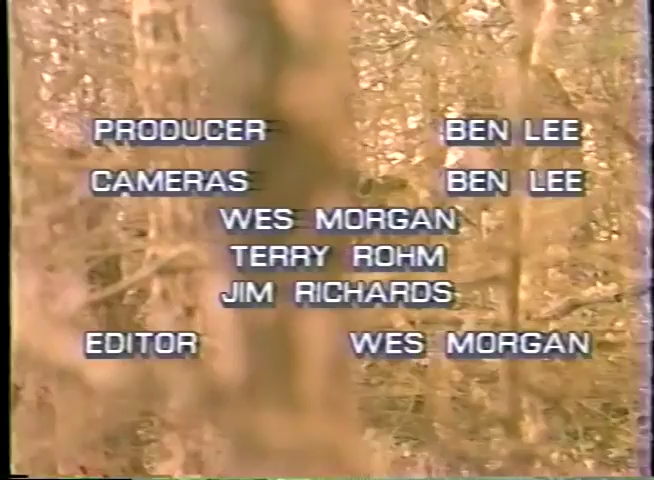 PRODUCER BEN LEE
CAMERAS BEN LEE
WES MORGAN
TERRY ROHM
JIM RICHARDS
EDITOR WES MORGAN